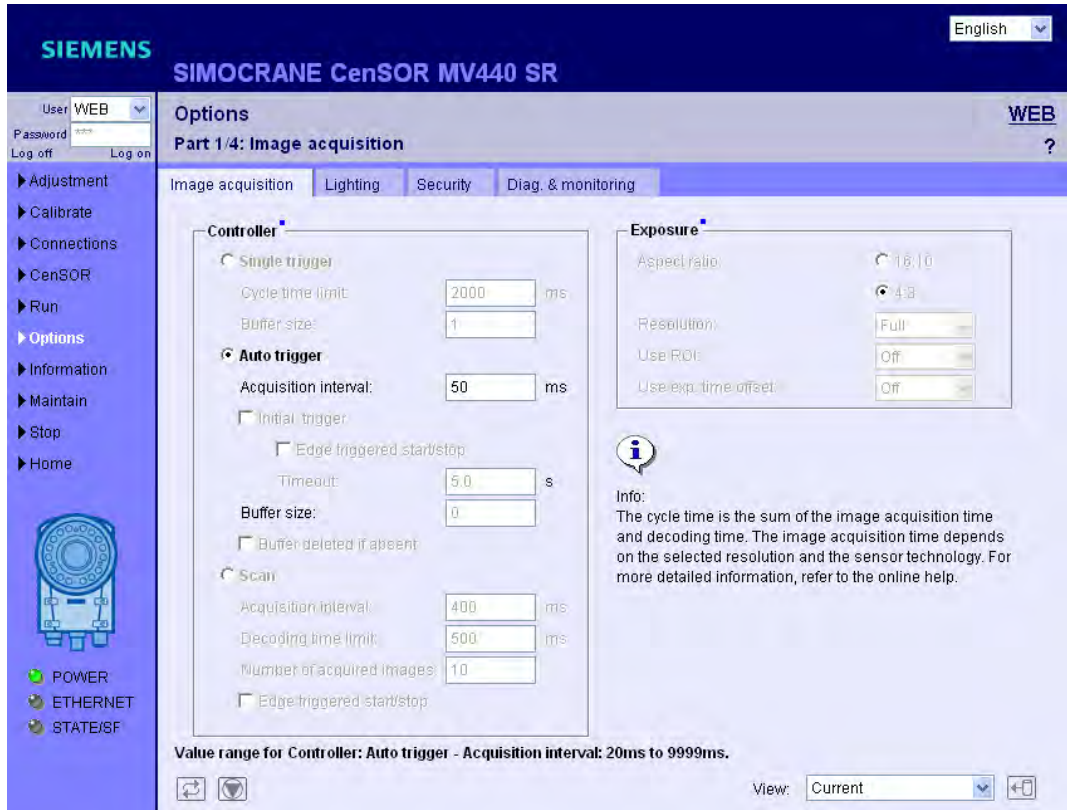 English
SIEMENS
SIMOCRANE CenSOR MV440 SR
User WEB
Password ***
Log off Log on
Options
WEB
Part 1/4: Image acquisition
?
Adjustment
Calibrate
Connections
CenSOR
Run
Options
Information
Maintain
Stop
Home
POWER
ETHERNET
STATE/SF
Image acquisition Lighting Security Diag. & monitoring
Controller
Single trigger
Cycle time limit: 2000 ms
Buffer size: 1
Auto trigger
Acquisition interval: 50 ms
Initial trigger
Edge triggered start/stop
Timeout: 5.0 s
Buffer size: 0
Buffer deleted if absent
Scan
Acquisition interval: 400 ms
Decoding time limit: 500 ms
Number of acquired images: 10
Edge triggered start/stop
Exposure
Aspect ratio: 16:10
4:3
Resolution: Full
Use ROI: Off
Use exp. time offset: Off
Info:
The cycle time is the sum of the image acquisition time
and decoding time. The image acquisition time depends
on the selected resolution and the sensor technology. For
more detailed information, refer to the online help.
Value range for Controller: Auto trigger - Acquisition interval: 20ms to 9999ms.
View: Current